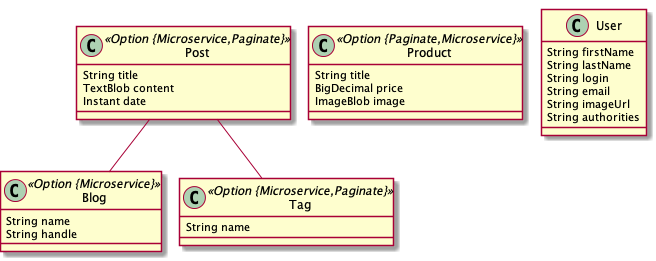 C «Option {Microservice,Paginate}»
Post
String title
TextBlob content
Instant date
C «Option {Paginate,Microservice}»
Product
String title
BigDecimal price
ImageBlob image
C User
String firstName
String lastName
String login
String email
String imageUrl
String authorities
C «Option {Microservice}»
Blog
String name
String handle
C «Option {Microservice,Paginate}»
Tag
String name